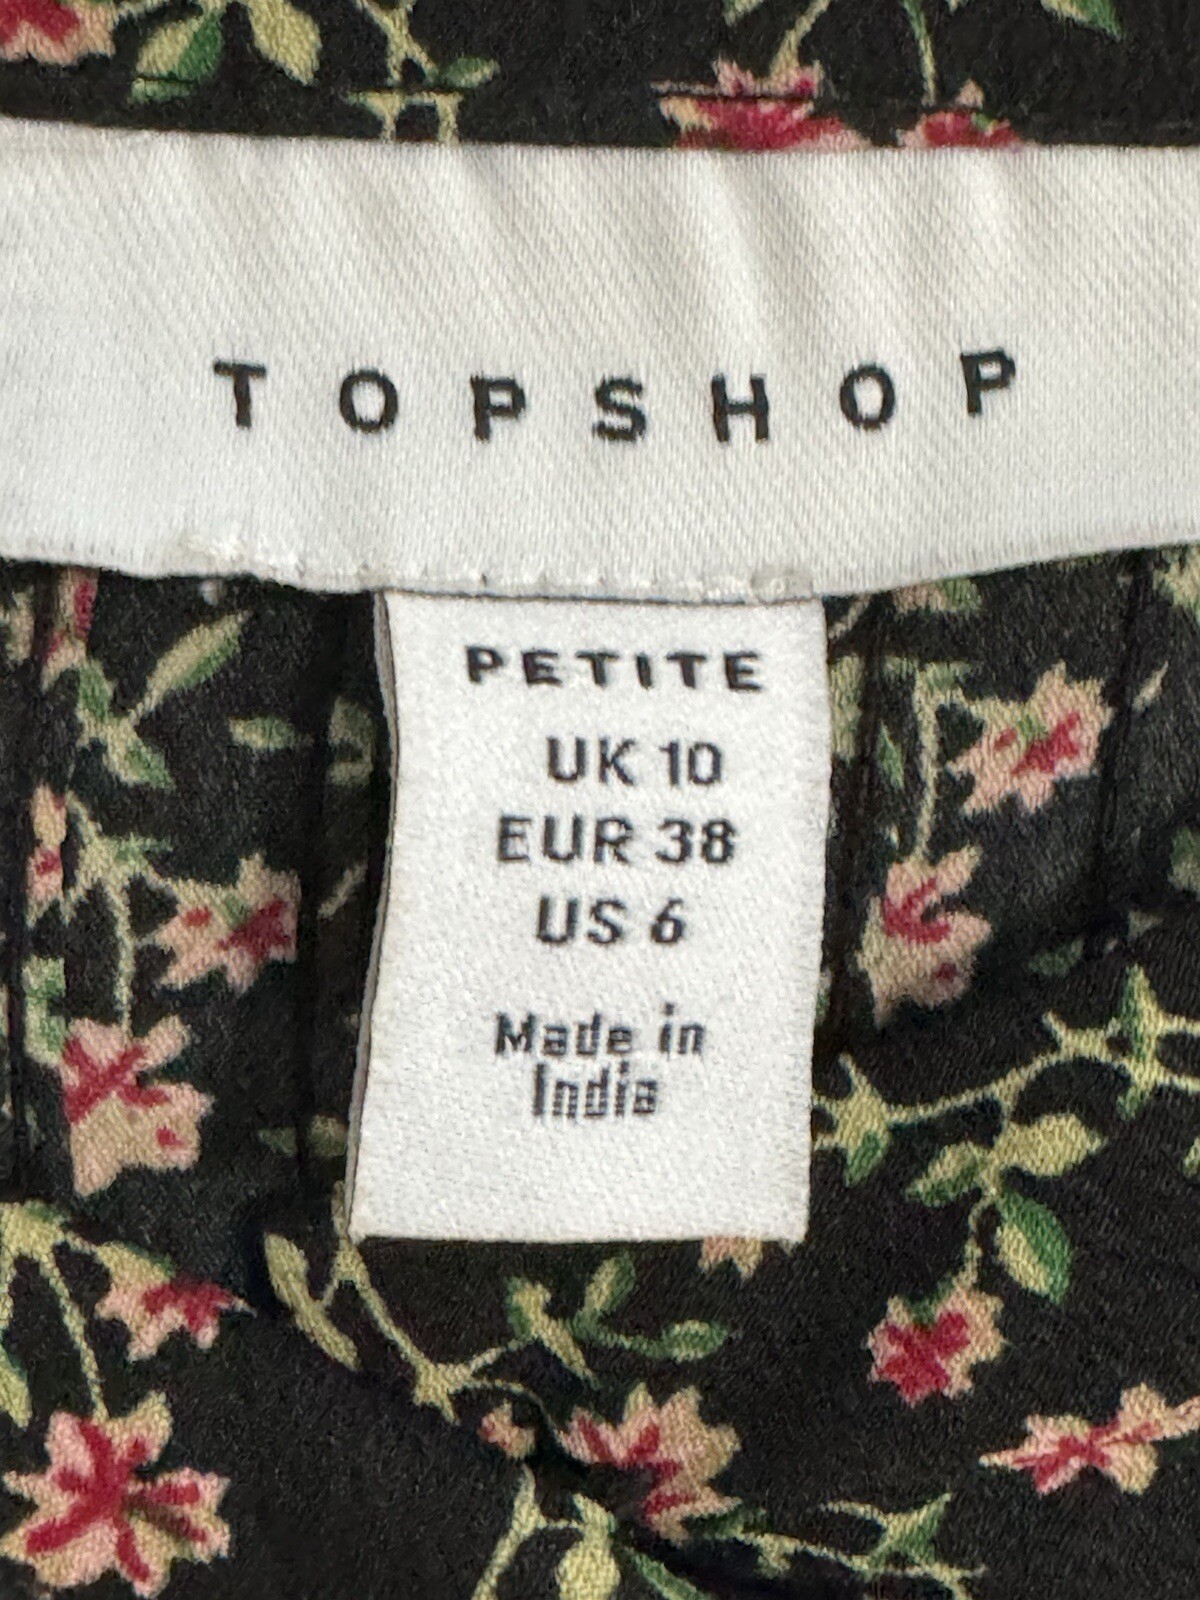 TOPSHOP
PETITE
UK 10
EUR 38
US 6
Made in
India